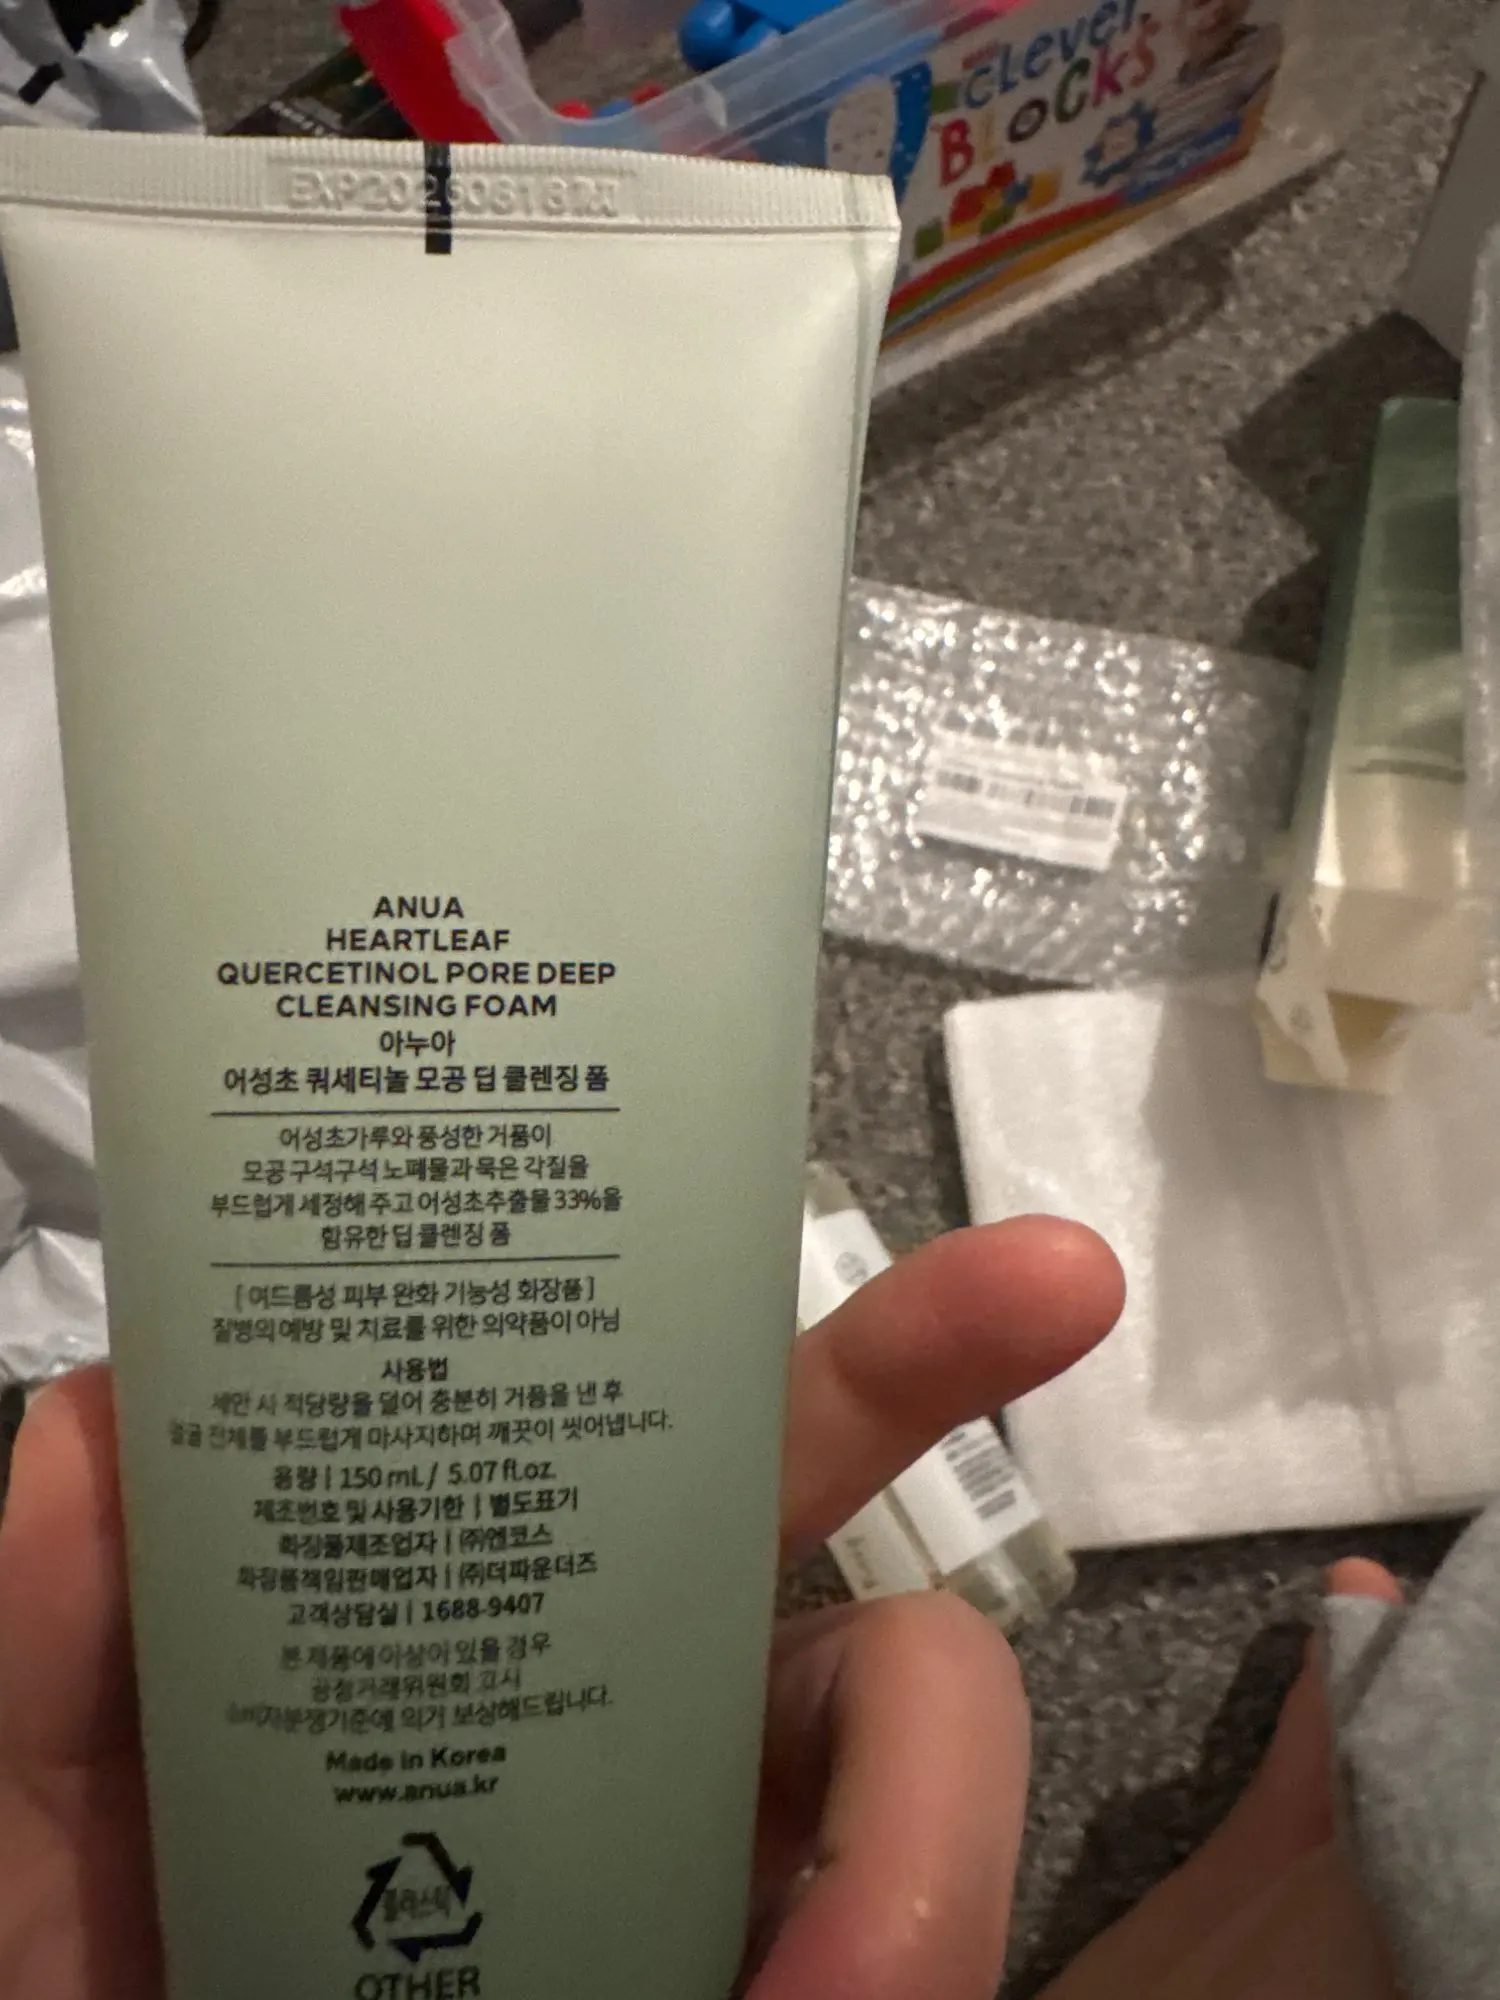 CLEVER
BLOCKS
ANUA
HEARTLEAF
QUERCETINOL PORE DEEP
CLEANSING FOAM
아누아
어성초 쿼세티놀 모공 딥 클렌징 폼
어성초가루와 풍성한 거품이
모공 구석구석 노폐물과 묵은 각질을
부드럽게 세정해 주고 어성초추출물 33%을
함유한 딥 클렌징 폼
[ 여드름성 피부 완화 기능성 화장품 ]
질병의 예방 및 치료를 위한 의약품이 아님
사용법
세안 시 적당량을 덜어 충분히 거품을 낸 후
얼굴 전체를 부드럽게 마사지하며 깨끗이 씻어냅니다.
용량 | 150 mL / 5.07 fl.oz.
제조번호 및 사용기한 | 별도표기
화장품제조업자 | ㈜엔코스
화장품책임판매업자 | ㈜더파운더즈
고객상담실 | 1688-9407
본 제품에 이상이 있을 경우
공정거래위원회 고시
소비자분쟁기준에 의거 보상해드립니다.
Made in Korea
www.anua.kr
플라스틱
OTHER